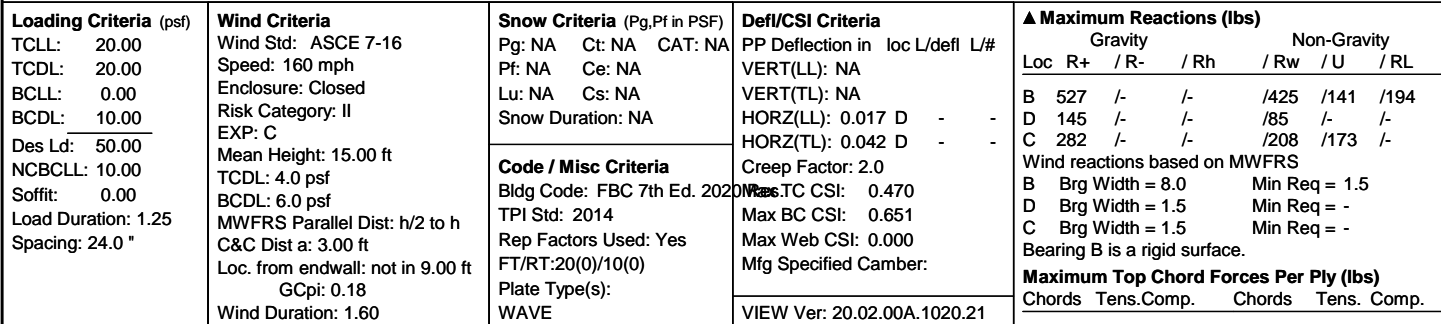 Loading Criteria (psf)
TCLL: 20.00
TCDL: 20.00
BCLL: 0.00
BCDL: 10.00
Des Ld: 50.00
NCBCLL: 10.00
Soffit: 0.00
Load Duration: 1.25
Spacing: 24.0 "
Wind Criteria
Wind Std: ASCE 7-16
Speed: 160 mph
Enclosure: Closed
Risk Category: II
EXP: C
Mean Height: 15.00 ft
TCDL: 4.0 psf
BCDL: 6.0 psf
MWFRS Parallel Dist: h/2 to h
C&C Dist a: 3.00 ft
Loc. from endwall: not in 9.00 ft
GCpi: 0.18
Wind Duration: 1.60
Snow Criteria (Pg,Pf in PSF)
Pg: NA Ct: NA CAT: NA
Pf: NA Ce: NA
Lu: NA Cs: NA
Snow Duration: NA
Code / Misc Criteria
Bldg Code: FBC 7th Ed. 2020 Res.
TPI Std: 2014
Rep Factors Used: Yes
FT/RT:20(0)/10(0)
Plate Type(s):
WAVE
Defl/CSI Criteria
PP Deflection in loc L/defl L/#
VERT(LL): NA
VERT(TL): NA
HORZ(LL): 0.017 D - -
HORZ(TL): 0.042 D - -
Creep Factor: 2.0
Max TC CSI: 0.470
Max BC CSI: 0.651
Max Web CSI: 0.000
Mfg Specified Camber:
VIEW Ver: 20.02.00A.1020.21
▲ Maximum Reactions (lbs)
Gravity Non-Gravity
Loc R+ / R- / Rh / Rw / U / RL
B 527 /- /- /425 /141 /194
D 145 /- /- /85 /- /-
C 282 /- /- /208 /173 /-
Wind reactions based on MWFRS
B Brg Width = 8.0 Min Req = 1.5
D Brg Width = 1.5 Min Req = -
C Brg Width = 1.5 Min Req = -
Bearing B is a rigid surface.
Maximum Top Chord Forces Per Ply (lbs)
Chords Tens.Comp. Chords Tens. Comp.